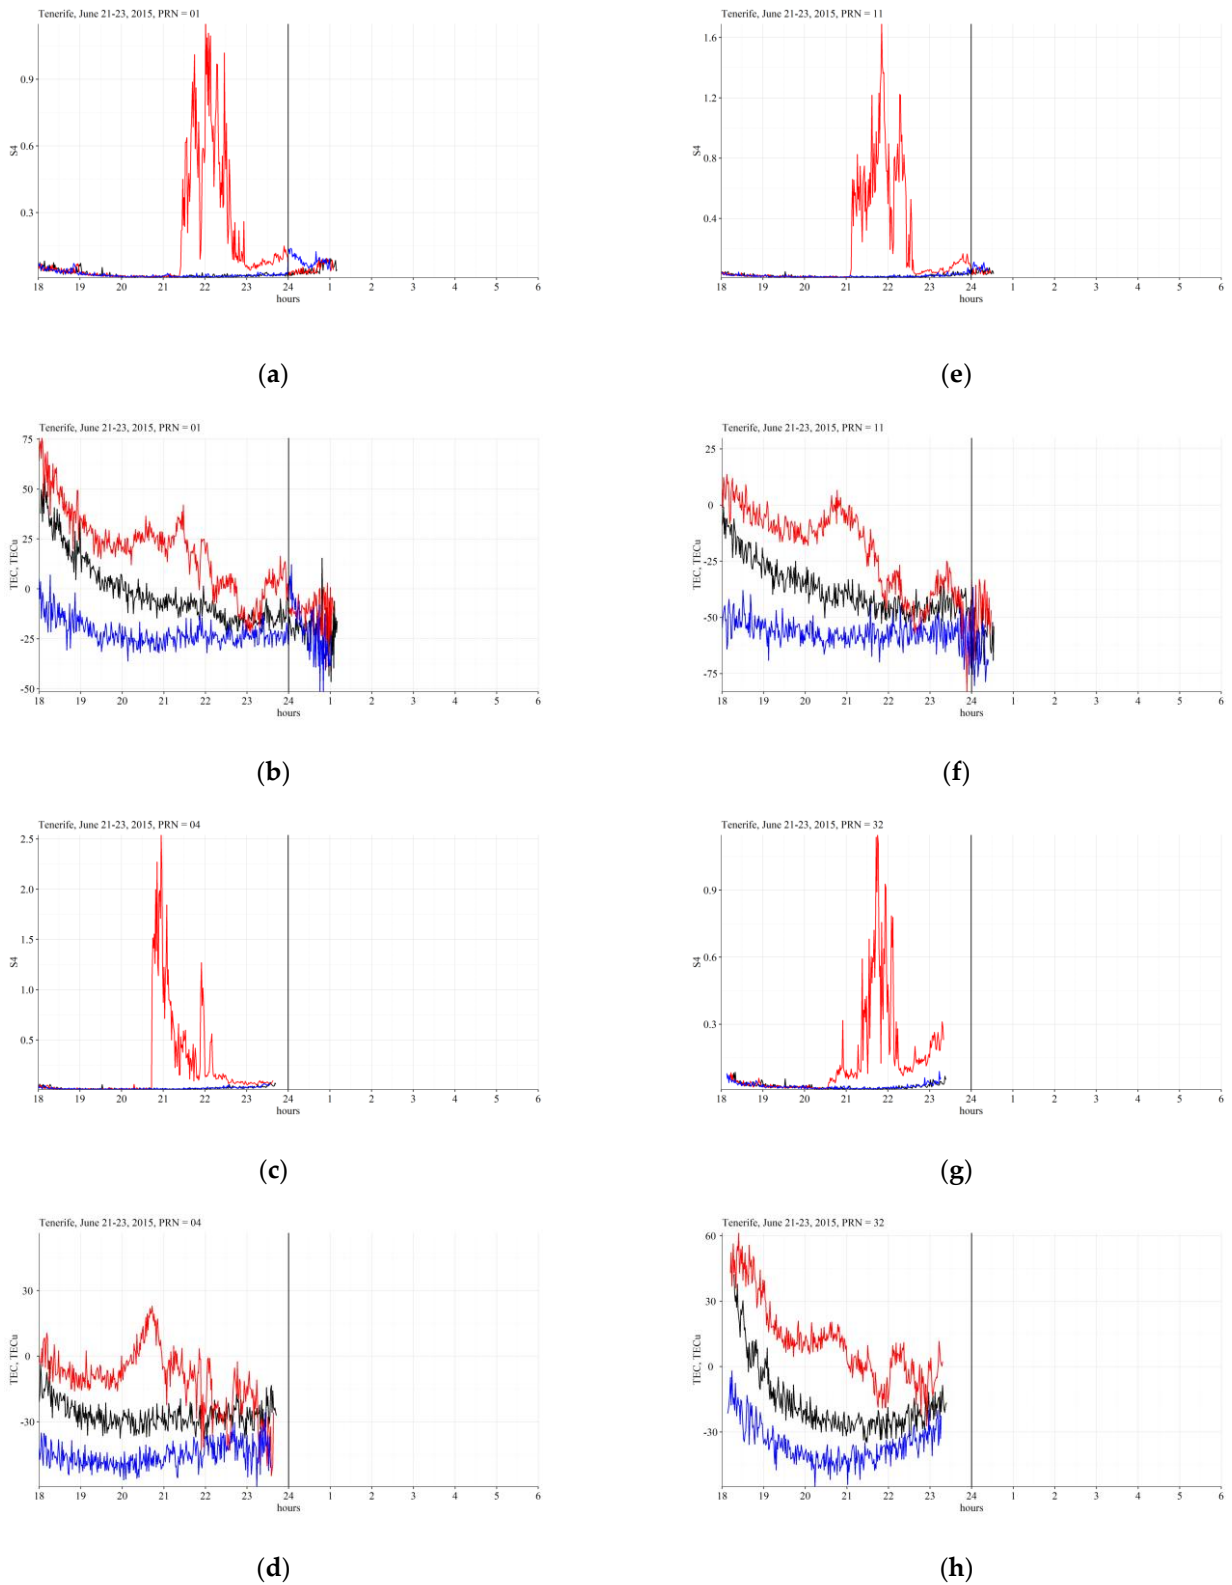 Tenerife, June 21-23, 2015, PRN = 01
S4
0.9
0.6
0.3
18 19 20 21 22 23 24 1 2 3 4 5 6
hours
(a)
Tenerife, June 21-23, 2015, PRN = 11
S4
1.6
1.2
0.8
0.4
18 19 20 21 22 23 24 1 2 3 4 5 6
hours
(e)
Tenerife, June 21-23, 2015, PRN = 01
TEC, TECu
75
50
25
0
-25
-50
18 19 20 21 22 23 24 1 2 3 4 5 6
hours
(b)
Tenerife, June 21-23, 2015, PRN = 11
TEC, TECu
25
0
-25
-50
-75
18 19 20 21 22 23 24 1 2 3 4 5 6
hours
(f)
Tenerife, June 21-23, 2015, PRN = 04
S4
2.5
2.0
1.5
1.0
0.5
18 19 20 21 22 23 24 1 2 3 4 5 6
hours
(c)
Tenerife, June 21-23, 2015, PRN = 32
S4
0.9
0.6
0.3
18 19 20 21 22 23 24 1 2 3 4 5 6
hours
(g)
Tenerife, June 21-23, 2015, PRN = 04
TEC, TECu
30
0
-30
18 19 20 21 22 23 24 1 2 3 4 5 6
hours
(d)
Tenerife, June 21-23, 2015, PRN = 32
TEC, TECu
60
30
0
-30
18 19 20 21 22 23 24 1 2 3 4 5 6
hours
(h)